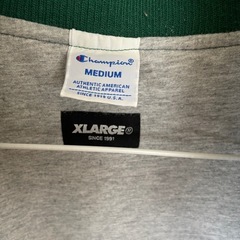 Champion
MEDIUM
AUTHENTIC AMERICAN
ATHLETIC APPAREL
SINCE 1919 U.S.A.
XLARGE®
SINCE 1991